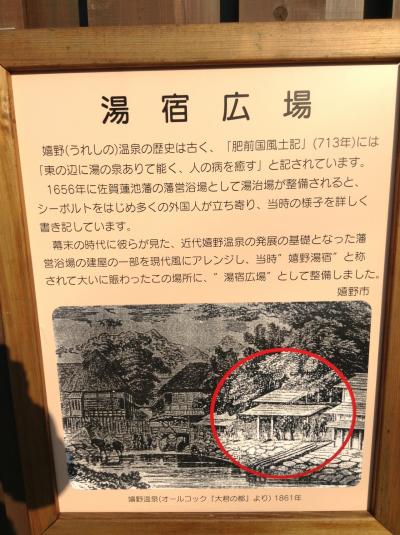 湯宿広場
嬉野(うれしの)温泉の歴史は古く、「肥前国風土記」(713年)には
「東の辺に湯の泉ありて能く、人の病を癒す」と記されています。
1656年に佐賀蓮池藩の藩営浴場として湯治場が整備されると、
シーボルトをはじめ多くの外国人が立ち寄り、当時の様子を詳しく
書き記しています。
幕末の時代に彼らが見た、近代嬉野温泉の発展の基礎となった藩
営浴場の建屋の一部を現代風にアレンジし、当時"嬉野湯宿"と称
されて大いに賑わったこの場所に、"湯宿広場"として整備しました。
嬉野市
嬉野温泉(オールコック『大君の都』より) 1861年